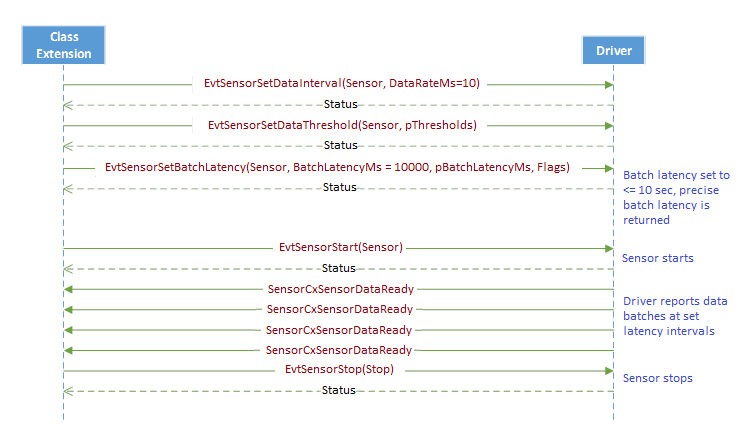 Class
Extension
Driver
EvtSensorSetDataInterval(Sensor, DataRateMs=10)
Status
EvtSensorSetDataThreshold(Sensor, pThresholds)
Status
EvtSensorSetBatchLatency(Sensor, BatchLatencyMs = 10000, pBatchLatencyMs, Flags)
Status
Batch latency set to
<= 10 sec, precise
batch latency is
returned
EvtSensorStart(Sensor)
Sensor starts
Status
SensorCxSensorDataReady
SensorCxSensorDataReady
SensorCxSensorDataReady
SensorCxSensorDataReady
Driver reports data
batches at set
latency intervals
EvtSensorStop(Stop)
Sensor stops
Status